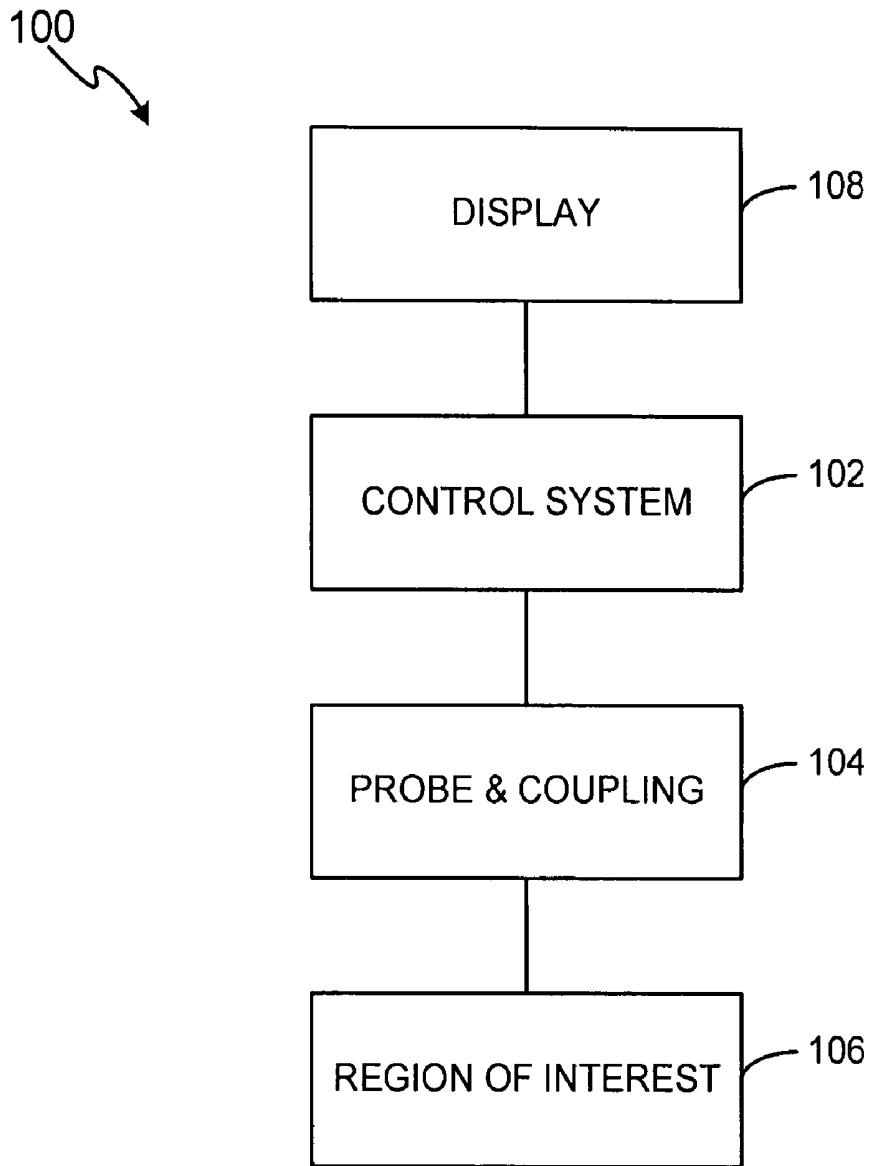 100
DISPLAY
108
CONTROL SYSTEM
102
PROBE & COUPLING
104
REGION OF INTEREST
106